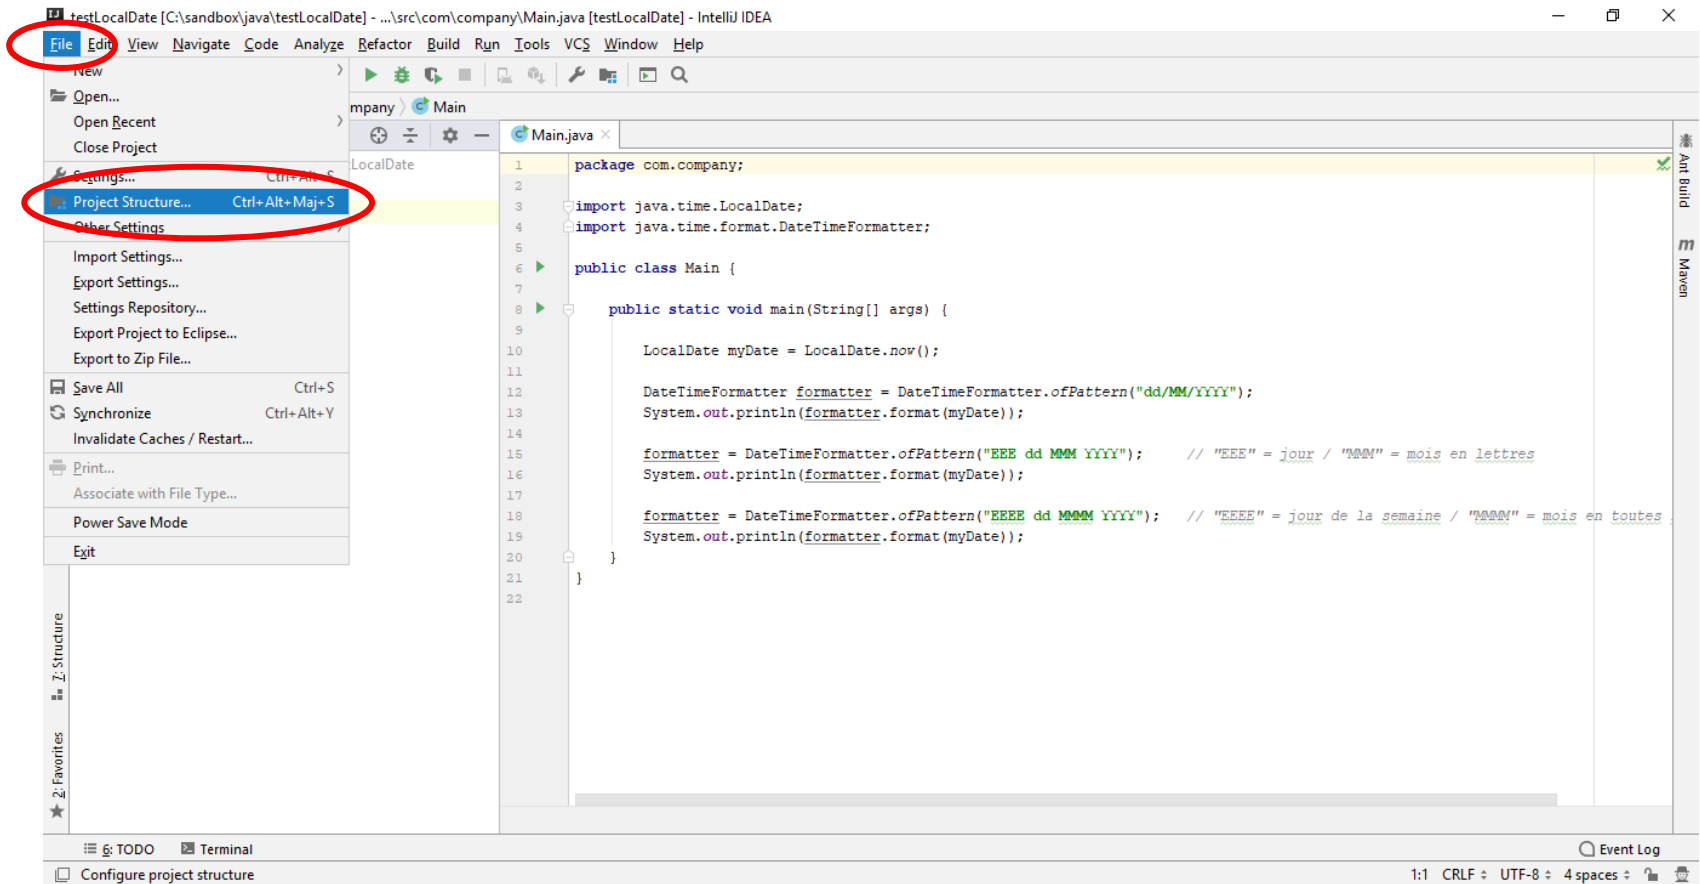 testLocalDate [C:\sandbox\java\testLocalDate] - ...\src\com\company\Main.java [testLocalDate] - IntelliJ IDEA
File Edit View Navigate Code Analyze Refactor Build Run Tools VCS Window Help
New
Open...
Open Recent
Close Project
Settings... Ctrl+Alt+S
Project Structure... Ctrl+Alt+Maj+S
Other Settings
Import Settings...
Export Settings...
Settings Repository...
Export Project to Eclipse...
Export to Zip File...
Save All Ctrl+S
Synchronize Ctrl+Alt+Y
Invalidate Caches / Restart...
Print...
Associate with File Type...
Power Save Mode
Exit
mpany Main
LocalDate
Main.java
1 package com.company;
2
3 import java.time.LocalDate;
4 import java.time.format.DateTimeFormatter;
5
6 public class Main {
7
8 public static void main(String[] args) {
9
10 LocalDate myDate = LocalDate.now();
11
12 DateTimeFormatter formatter = DateTimeFormatter.ofPattern("dd/MM/YYYY");
13 System.out.println(formatter.format(myDate));
14
15 formatter = DateTimeFormatter.ofPattern("EEE dd MMM YYYY"); // "EEE" = jour / "MMM" = mois en lettres
16 System.out.println(formatter.format(myDate));
17
18 formatter = DateTimeFormatter.ofPattern("EEEE dd MMMM YYYY"); // "EEEE" = jour de la semaine / "MMMM" = mois en toutes
19 System.out.println(formatter.format(myDate));
20 }
21 }
22
Ant Build
m Maven
7: Structure
2: Favorites
6: TODO Terminal
Event Log
Configure project structure
1:1 CRLF UTF-8 4 spaces